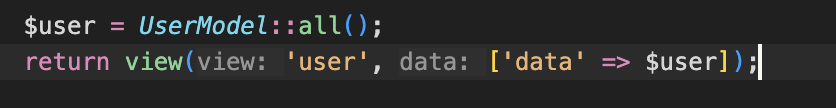 $user = UserModel::all();
return view(view: 'user', data: ['data' => $user]);